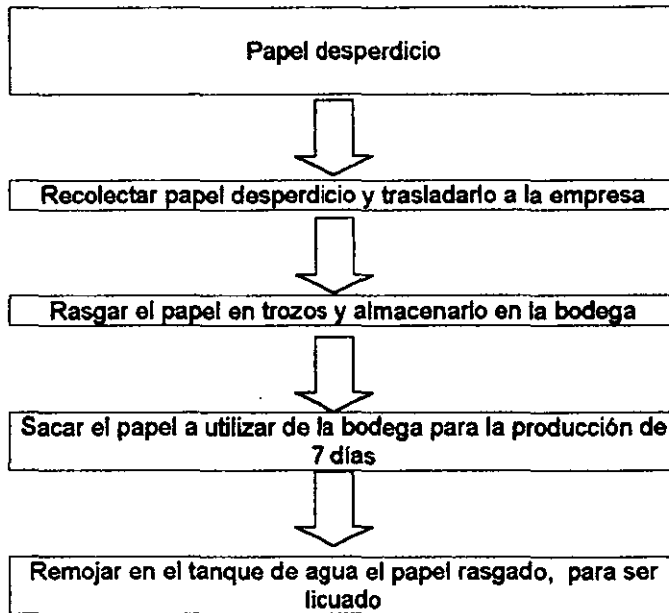 Papel desperdicio
Recolectar papel desperdicio y trasladarlo a la empresa
Rasgar el papel en trozos y almacenarlo en la bodega
Sacar el papel a utilizar de la bodega para la producción de
7 días
Remojar en el tanque de agua el papel rasgado, para ser
licuado